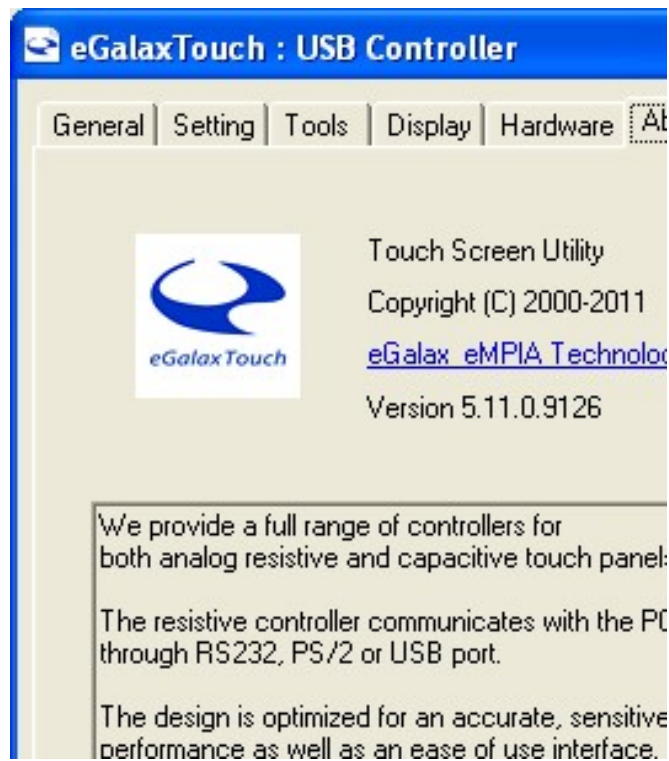 eGalaxTouch : USB Controller
General Setting Tools Display Hardware
Touch Screen Utility
Copyright (C) 2000-2011
eGalaxTouch
eGalax_eMPIA
Version 5.11.0.9126
We provide a full range of controllers for
both analog resistive and capacitive touch
The resistive controller communicates with the
through RS232, PS/2 or USB port.
The design is optimized for an accurate, sensitive
performance as well as an ease of use interface.